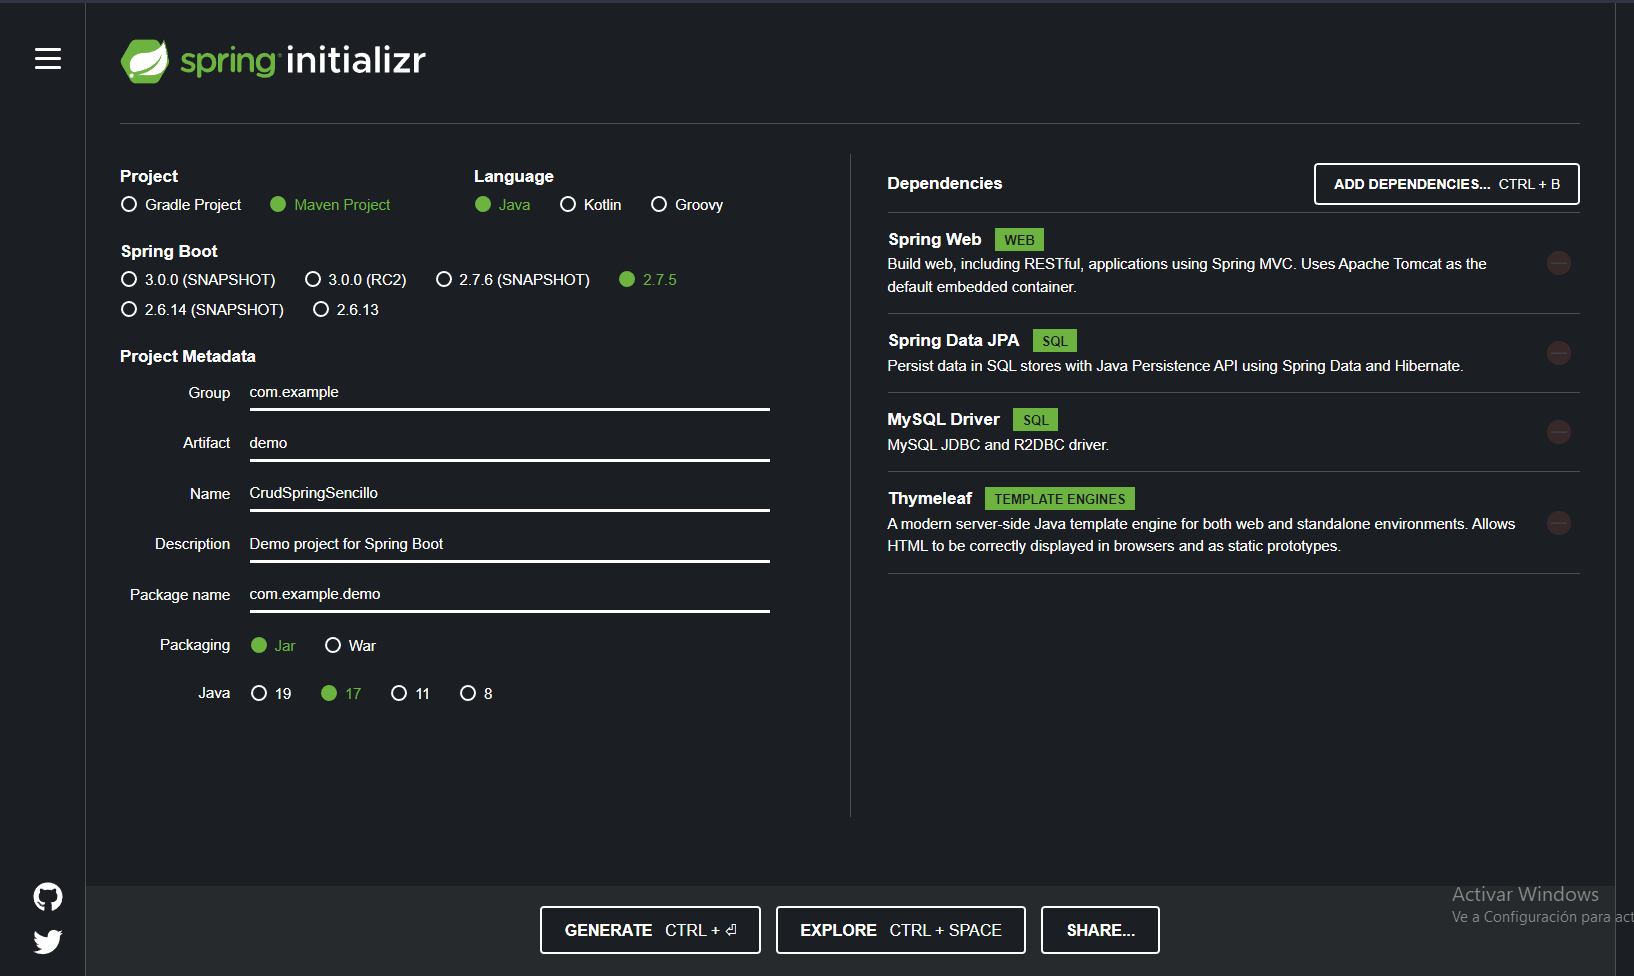 spring initializr
Project
Gradle Project Maven Project
Language
Java Kotlin Groovy
Spring Boot
3.0.0 (SNAPSHOT) 3.0.0 (RC2) 2.7.6 (SNAPSHOT) 2.7.5
2.6.14 (SNAPSHOT) 2.6.13
Project Metadata
Group com.example
Artifact demo
Name CrudSpringSencillo
Description Demo project for Spring Boot
Package name com.example.demo
Packaging Jar War
Java 19 17 11 8
Dependencies
ADD DEPENDENCIES... CTRL + B
Spring Web WEB
Build web, including RESTful, applications using Spring MVC. Uses Apache Tomcat as the
default embedded container.
Spring Data JPA SQL
Persist data in SQL stores with Java Persistence API using Spring Data and Hibernate.
MySQL Driver SQL
MySQL JDBC and R2DBC driver.
Thymeleaf TEMPLATE ENGINES
A modern server-side Java template engine for both web and standalone environments. Allows
HTML to be correctly displayed in browsers and as static prototypes.
GENERATE CTRL + ⏎
EXPLORE CTRL + SPACE
SHARE...
Activar Windows
Ve a Configuración para act